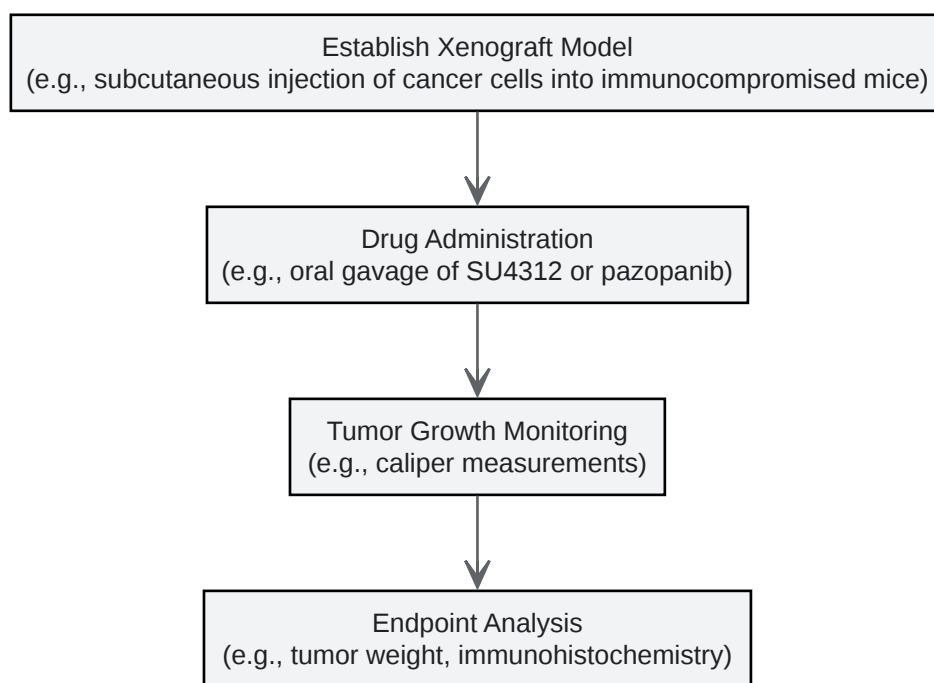 Establish Xenograft Model
(e.g., subcutaneous injection of cancer cells into immunocompromised mice)
Drug Administration
(e.g., oral gavage of SU4312 or pazopanib)
Tumor Growth Monitoring
(e.g., caliper measurements)
Endpoint Analysis
(e.g., tumor weight, immunohistochemistry)